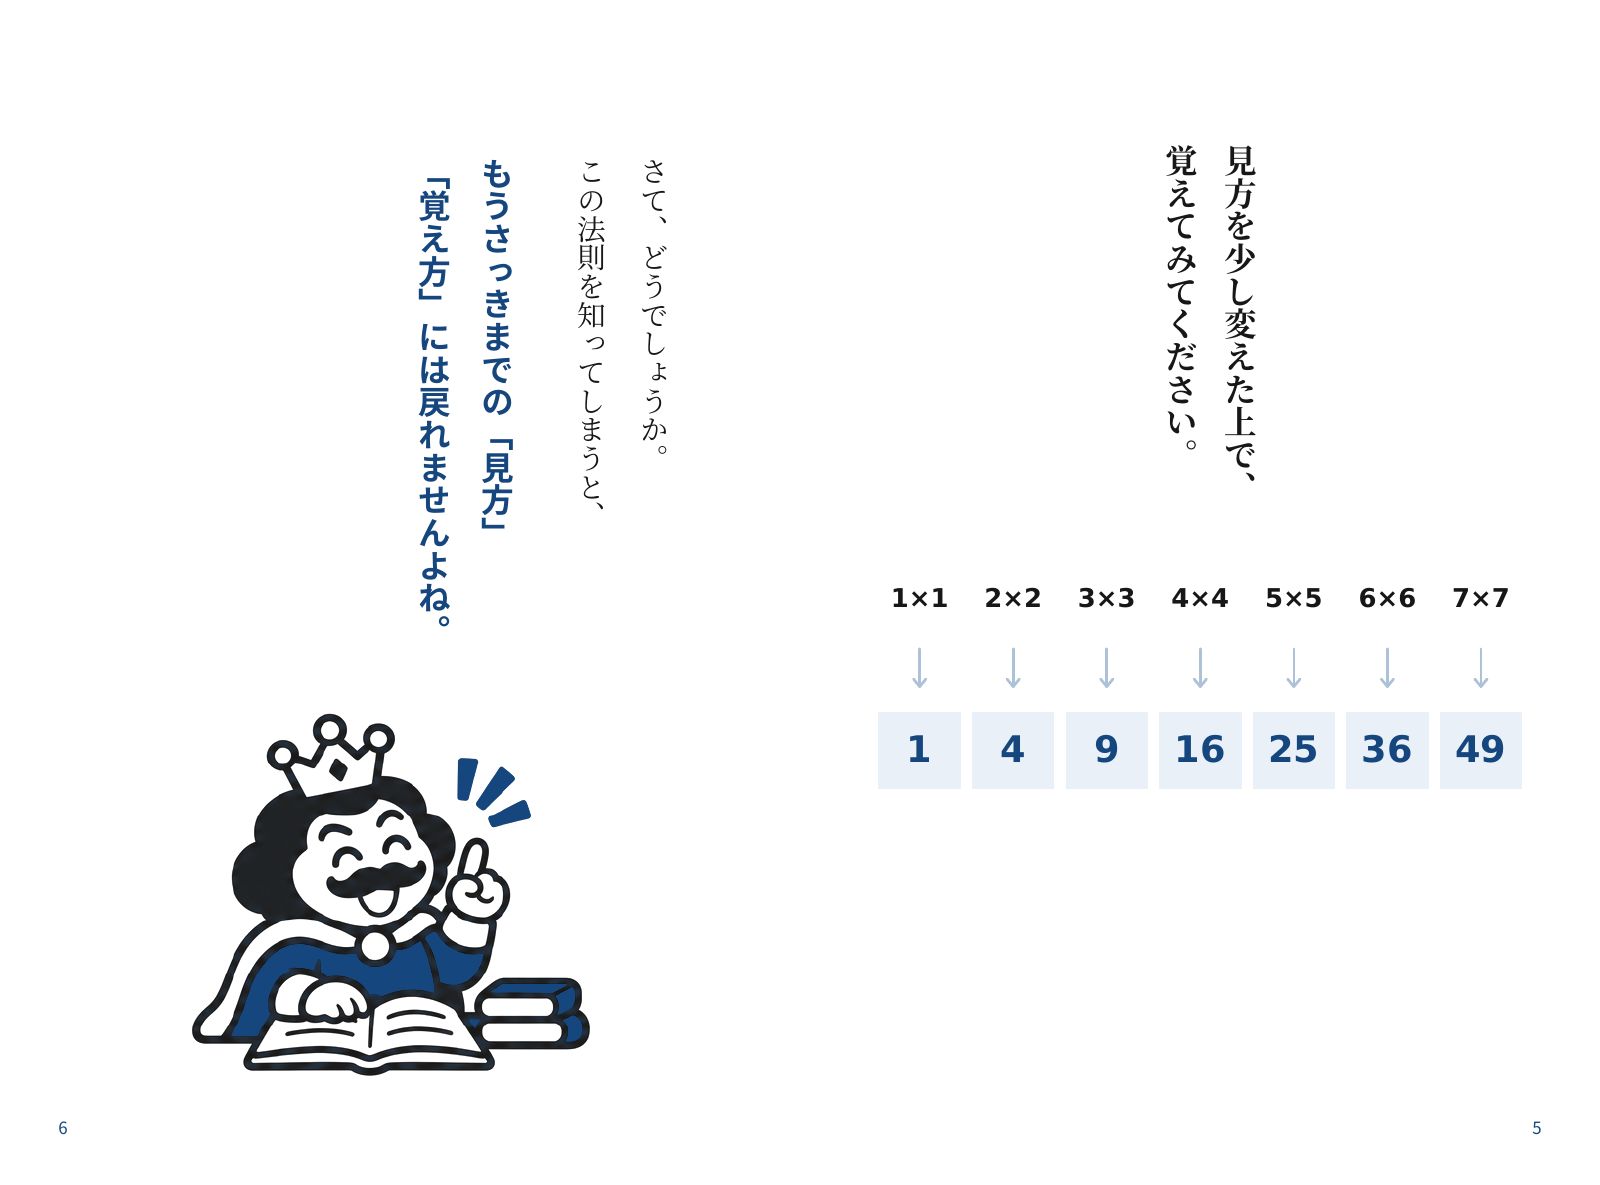 見方を少し変えた上で、
覚えてみてください。
1×1 2×2 3×3 4×4 5×5 6×6 7×7
1 4 9 16 25 36 49
5
さて、どうでしょうか。
この法則を知ってしまうと、
もうさっきまでの「見方」
「覚え方」には戻れませんよね。
6